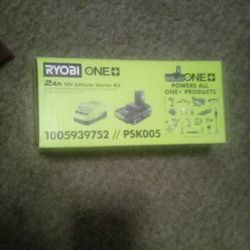 RYOBI ONE+
2Ah 18V Lithium Starter Kit
1005939752 // PSK005
ONE+
POWERS ALL
ONE+ PRODUCTS